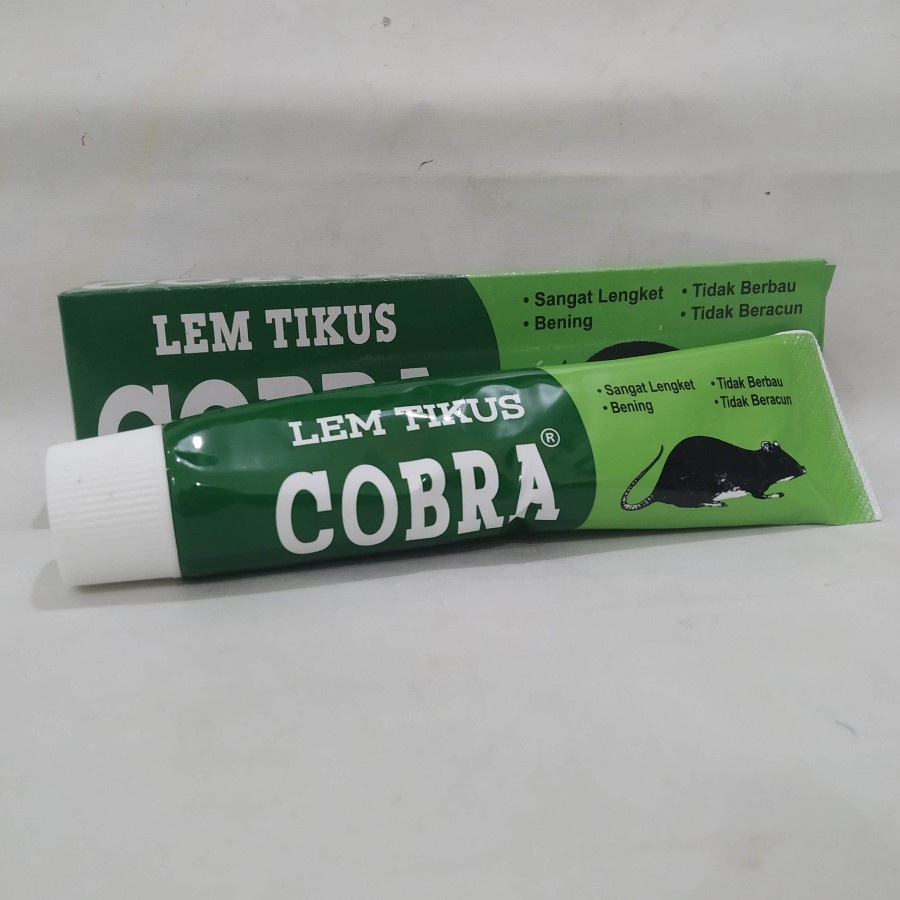 LEM TIKUS
COBRA
• Sangat Lengket
• Bening
• Tidak Berbau
• Tidak Beracun
LEM TIKUS
COBRA®
• Sangat Lengket
• Bening
• Tidak Berbau
• Tidak Beracun